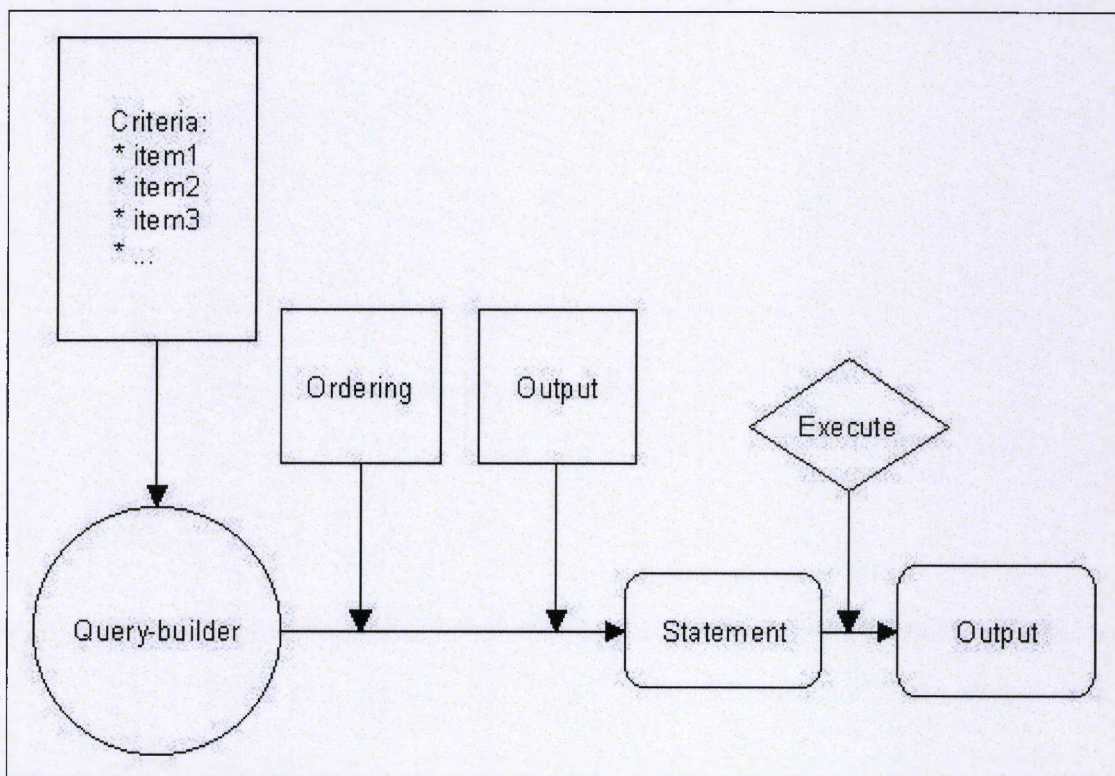 Criteria:
* item1
* item2
* item3
* ...
Ordering
Output
Execute
Query-builder
Statement
Output